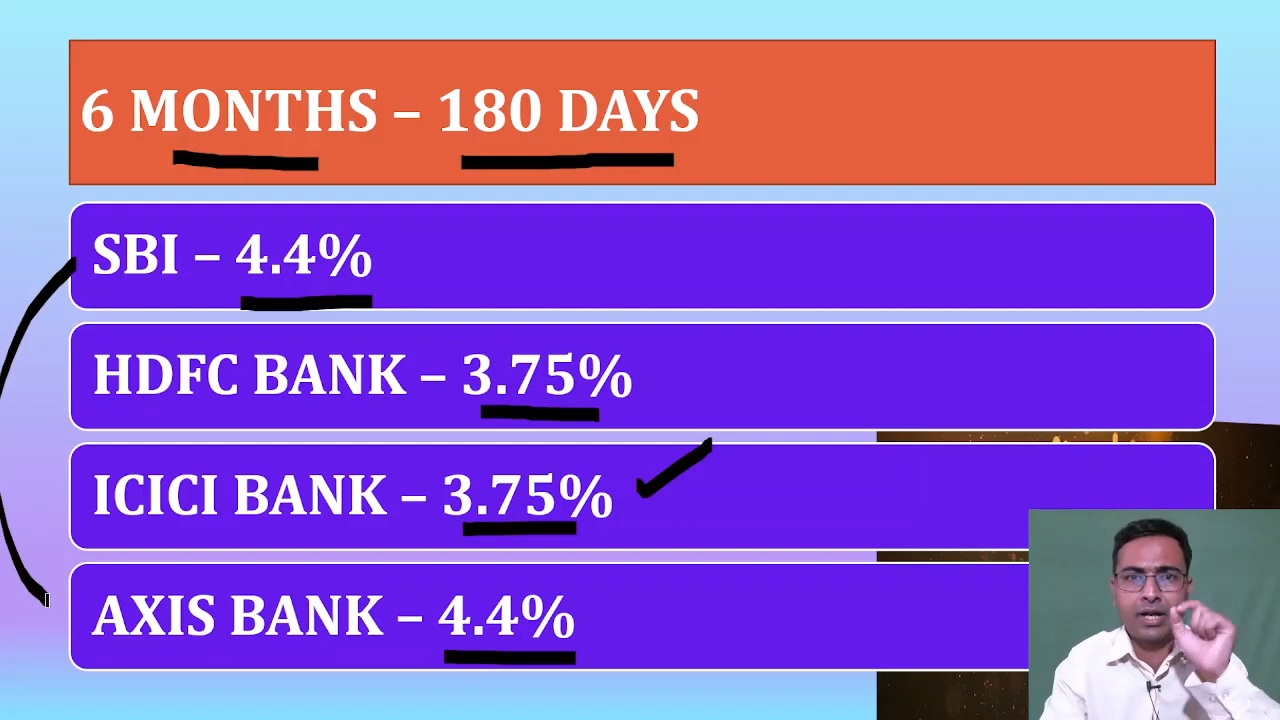 6 MONTHS – 180 DAYS
SBI – 4.4%
HDFC BANK – 3.75%
ICICI BANK – 3.75%
AXIS BANK – 4.4%